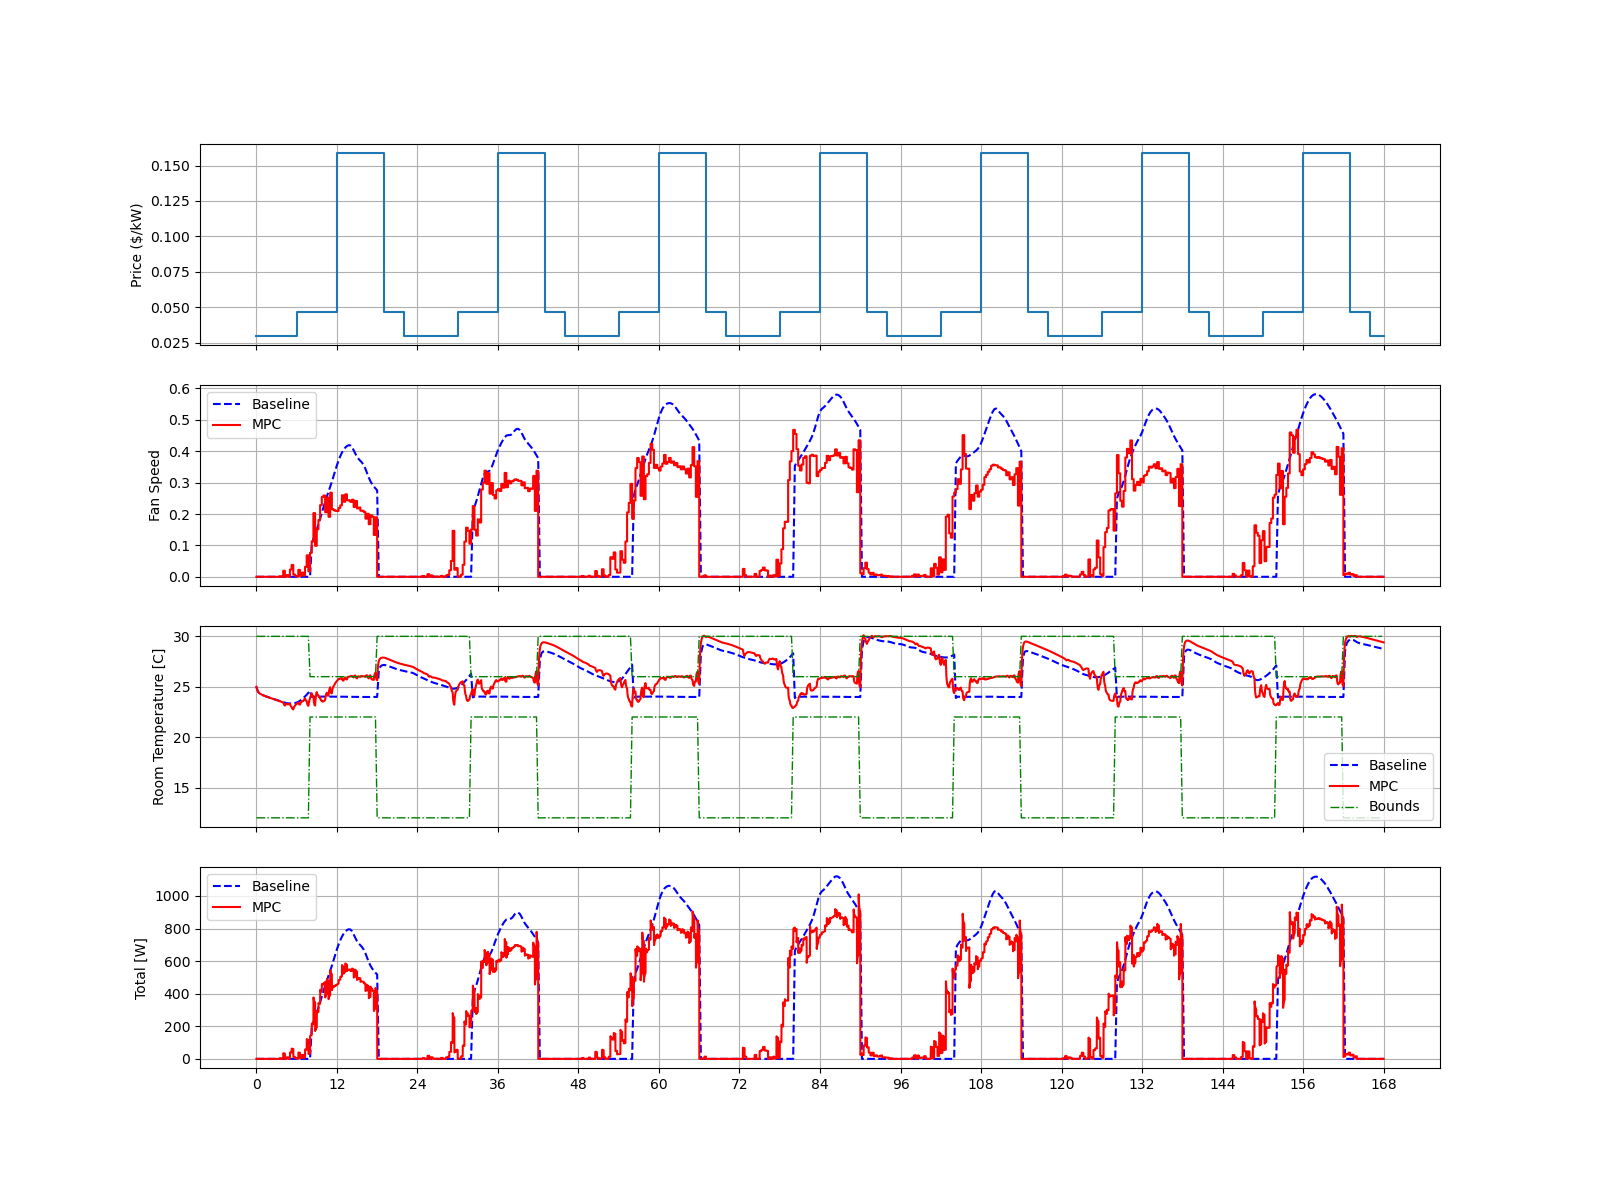 Price ($/kW)
0.150
0.125
0.100
0.075
0.050
0.025
Fan Speed
0.6
0.5
0.4
0.3
0.2
0.1
0.0
Baseline
MPC
Room Temperature [C]
30
25
20
15
Baseline
MPC
Bounds
Total [W]
1000
800
600
400
200
0
Baseline
MPC
0 12 24 36 48 60 72 84 96 108 120 132 144 156 168